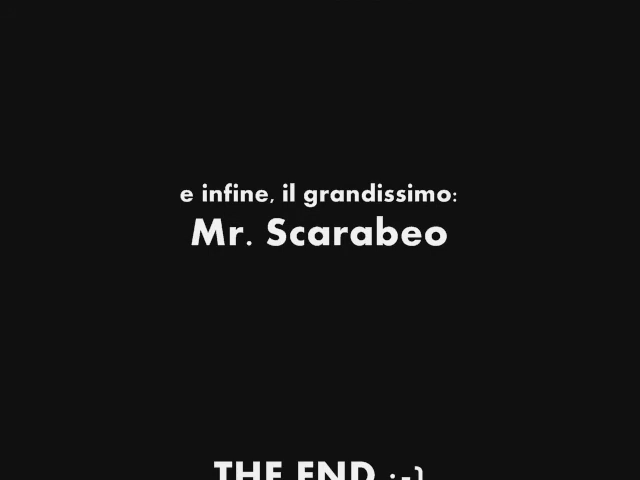 e infine, il grandissimo:
Mr. Scarabeo
THE END :-)